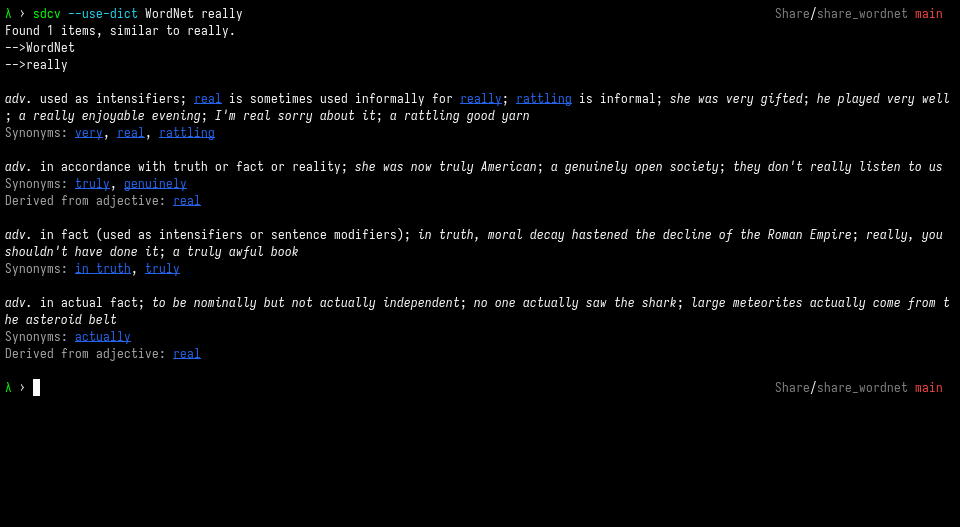 λ › sdcv --use-dict WordNet really Share/share_wordnet main
Found 1 items, similar to really.
-->WordNet
-->really
adv. used as intensifiers; real is sometimes used informally for really; rattling is informal; she was very gifted; he played very well
; a really enjoyable evening; I'm real sorry about it; a rattling good yarn
Synonyms: very, real, rattling
adv. in accordance with truth or fact or reality; she was now truly American; a genuinely open society; they don't really listen to us
Synonyms: truly, genuinely
Derived from adjective: real
adv. in fact (used as intensifiers or sentence modifiers); in truth, moral decay hastened the decline of the Roman Empire; really, you
shouldn't have done it; a truly awful book
Synonyms: in truth, truly
adv. in actual fact; to be nominally but not actually independent; no one actually saw the shark; large meteorites actually come from t
he asteroid belt
Synonyms: actually
Derived from adjective: real
λ › Share/share_wordnet main